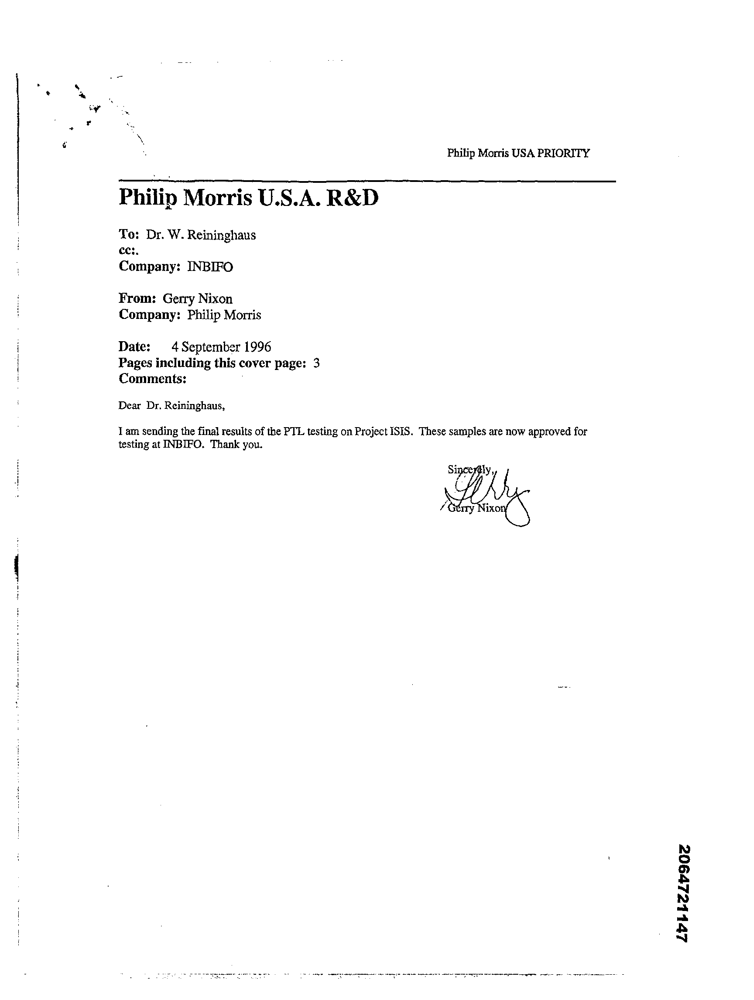 Philip Morris USA PRIORITY
Philip Morris U.S.A. R&D
To: Dr. W. Reininghaus
cc:.
Company: INBIFO
From: Gerry Nixon
Company: Philip Morris
Date: 4 September 1996
Pages including this cover page: 3
Comments:
Dear Dr. Reininghaus,
I am sending the final results of the PTL testing on Project ISIS. These samples are now approved for
testing at INBIFO. Thank you.
Sincerely,
Gerry
Gerry Nixon
2064721147